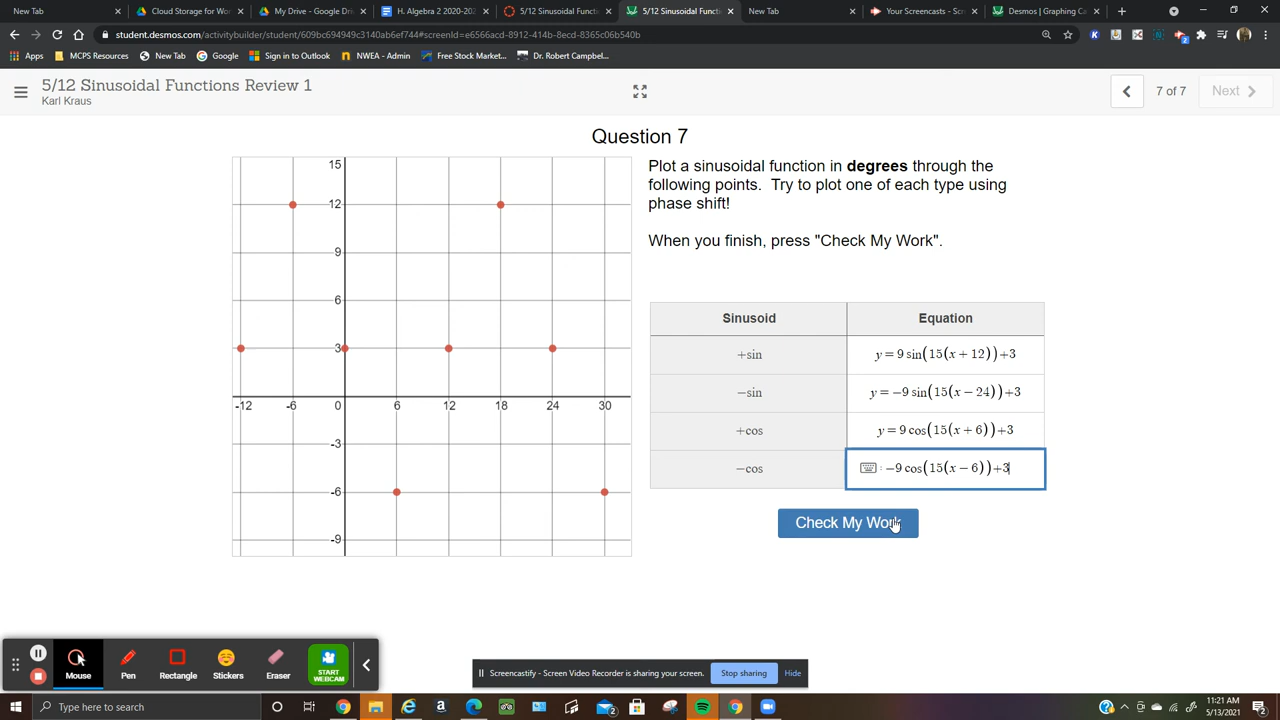 New Tab
Cloud Storage for Wor
My Drive - Google Dri
H. Algebra 2 2020-202
5/12 Sinusoidal Functi
5/12 Sinusoidal Functi
New Tab
Your Screencasts - Scr
Desmos | Graphing Ca
student.desmos.com/activitybuilder/student/609bc694949c3140ab6ef744#screenId=e6566acd-8912-414b-8ecd-8365c06b540b
Apps
MCPS Resources
New Tab
Google
Sign in to Outlook
NWEA - Admin
Free Stock Market...
Dr. Robert Campbel...
5/12 Sinusoidal Functions Review 1
Karl Kraus
7 of 7
Next
Question 7
Plot a sinusoidal function in degrees through the
following points. Try to plot one of each type using
phase shift!
When you finish, press "Check My Work".
15
12
9
6
3
-12
-6
0
6
12
18
24
30
-3
-6
-9
Sinusoid
Equation
+sin
y = 9 sin(15(x + 12))+3
−sin
y = −9 sin(15(x − 24))+3
+cos
y = 9 cos(15(x + 6))+3
−cos
−9 cos(15(x − 6))+3
Check My Work
Mouse
Pen
Rectangle
Stickers
Eraser
START
WEBCAM
Screencastify - Screen Video Recorder is sharing your screen.
Stop sharing
Hide
Type here to search
11:21 AM
5/13/2021